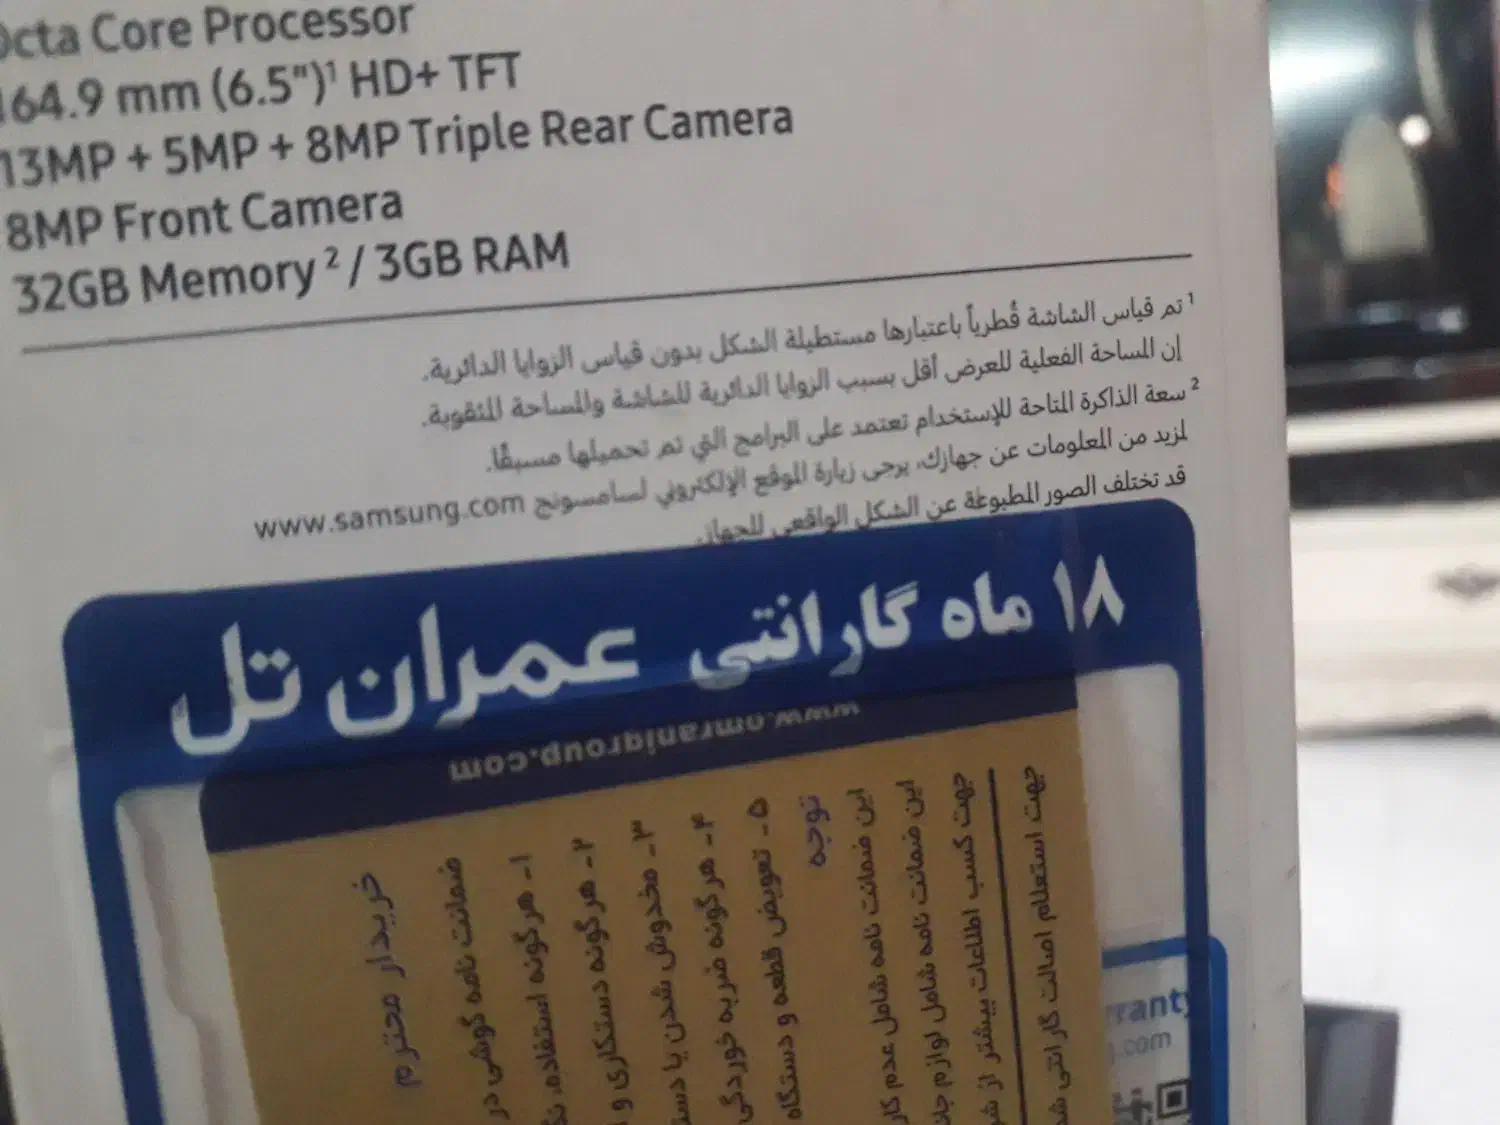 Octa Core Processor
164.9 mm (6.5")¹ HD+ TFT
13MP + 5MP + 8MP Triple Rear Camera
8MP Front Camera
32GB Memory ² / 3GB RAM
¹ تم قياس الشاشة قُطرياً باعتبارها مستطيلة الشكل بدون قياس الزوايا الدائرية.
إن المساحة الفعلية للعرض أقل بسبب الزوايا الدائرية للشاشة والمساحة المثقوبة.
² سعة الذاكرة المتاحة للإستخدام تعتمد على البرامج التي تم تحميلها مسبقًا.
لمزيد من المعلومات عن جهازك، يرجى زيارة الموقع الإلكتروني لسامسونج www.samsung.com
قد تختلف الصور المطبوعة عن الشكل الواقعي للجهاز.
۱۸ ماه گارانتی عمران تل
www.omranigroup.com
خریدار محترم
ضمانت نامه گوشی در
۱- هرگونه استفاده،
۲- هرگونه دستکاری و
۳- مخدوش شدن یا
۴- هرگونه ضربه خوردگی
۵- تعویض قطعه و دستگاه
توجه
این ضمانت نامه شامل عدم
این ضمانت نامه شامل لوازم
جهت کسب اطلاعات بیشتر از
جهت استعلام اصالت گارانتی
rranty
.com